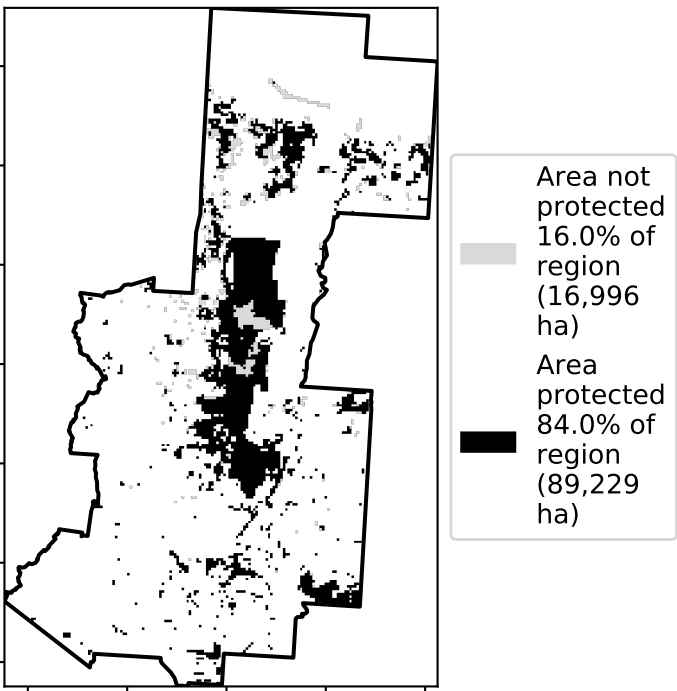 Area not
protected
16.0% of
region
(16,996
ha)
Area
protected
84.0% of
region
(89,229
ha)